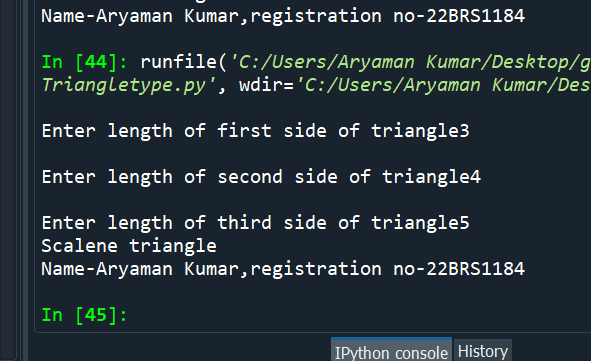 Name-Aryaman Kumar,registration no-22BRS1184
In [44]: runfile('C:/Users/Aryaman Kumar/Desktop/g
Triangletype.py', wdir='C:/Users/Aryaman Kumar/Des
Enter length of first side of triangle3
Enter length of second side of triangle4
Enter length of third side of triangle5
Scalene triangle
Name-Aryaman Kumar,registration no-22BRS1184
In [45]:
IPython console History